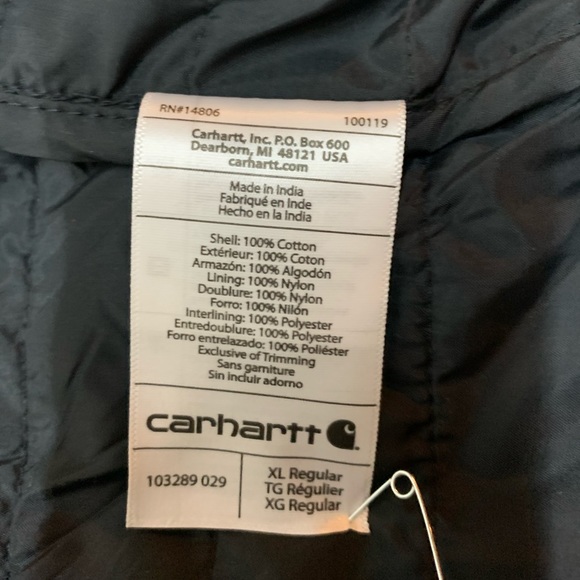 RN#14806 100119
Carhartt, Inc. P.O. Box 600
Dearborn, MI 48121 USA
carhartt.com
Made in India
Fabriqué en Inde
Hecho en la India
Shell: 100% Cotton
Extérieur: 100% Coton
Armazón: 100% Algodón
Lining: 100% Nylon
Doublure: 100% Nylon
Forro: 100% Nilón
Interlining: 100% Polyester
Entredoublure: 100% Polyester
Forro entrelazado: 100% Poliéster
Exclusive of Trimming
Sans garniture
Sin incluir adorno
carhartt
103289 029
XL Regular
TG Régulier
XG Regular